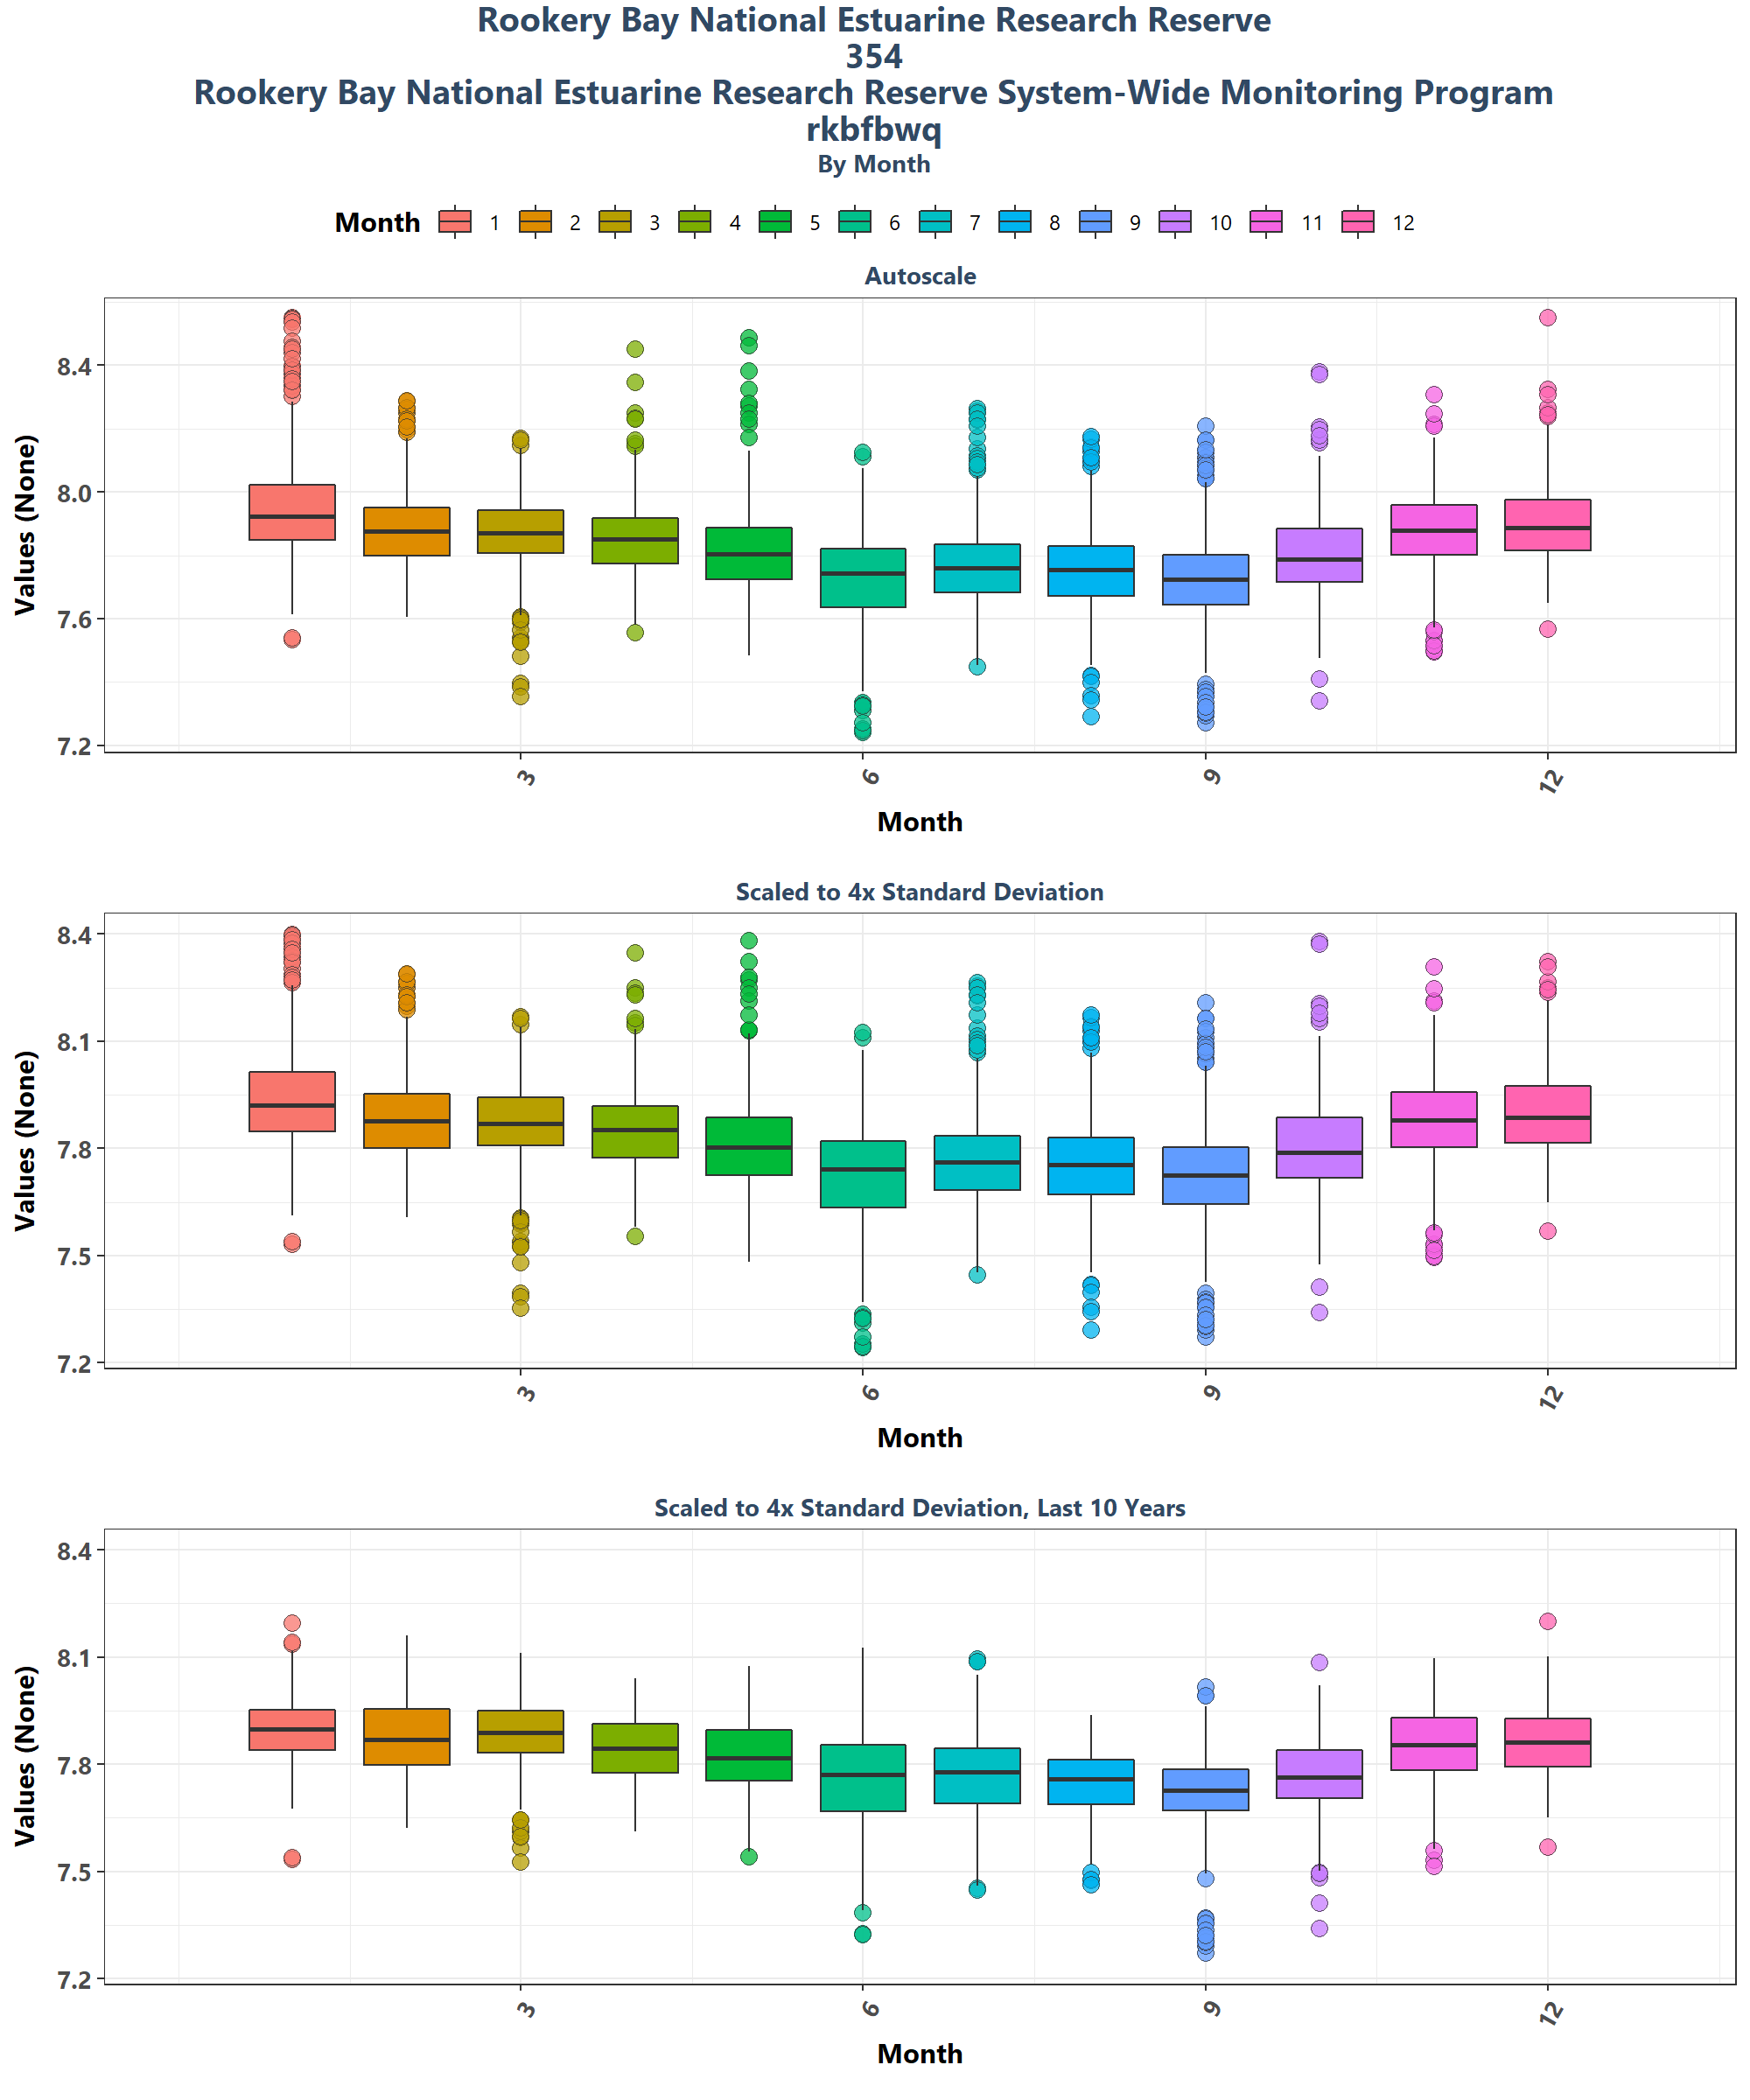 Rookery Bay National Estuarine Research Reserve
354
Rookery Bay National Estuarine Research Reserve System-Wide Monitoring Program
rkbfbwq
By Month
Month 1 2 3 4 5 6 7 8 9 10 11 12
Autoscale
Values (None)
8.4
8.0
7.6
7.2
3 6 9 12
Month
Scaled to 4x Standard Deviation
Values (None)
8.4
8.1
7.8
7.5
7.2
3 6 9 12
Month
Scaled to 4x Standard Deviation, Last 10 Years
Values (None)
8.4
8.1
7.8
7.5
7.2
3 6 9 12
Month